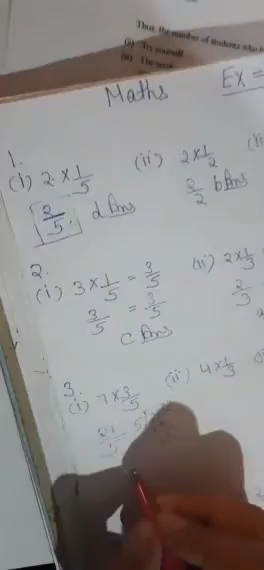 Thus, the number of students who
(i) Try yourself
(ii) The
Maths
Ex =
1.
(i) 2 × 1/5
(ii) 2 × 1/2
2/5. d Ans
2/2 b Ans
2.
(i) 3 × 1/5 = 3/5
(ii) 2 × 1/3
3/5 = 3/5
2/3
c Ans
3.
(i) 7 × 3/5
(ii) 4 × 1/3
21/5